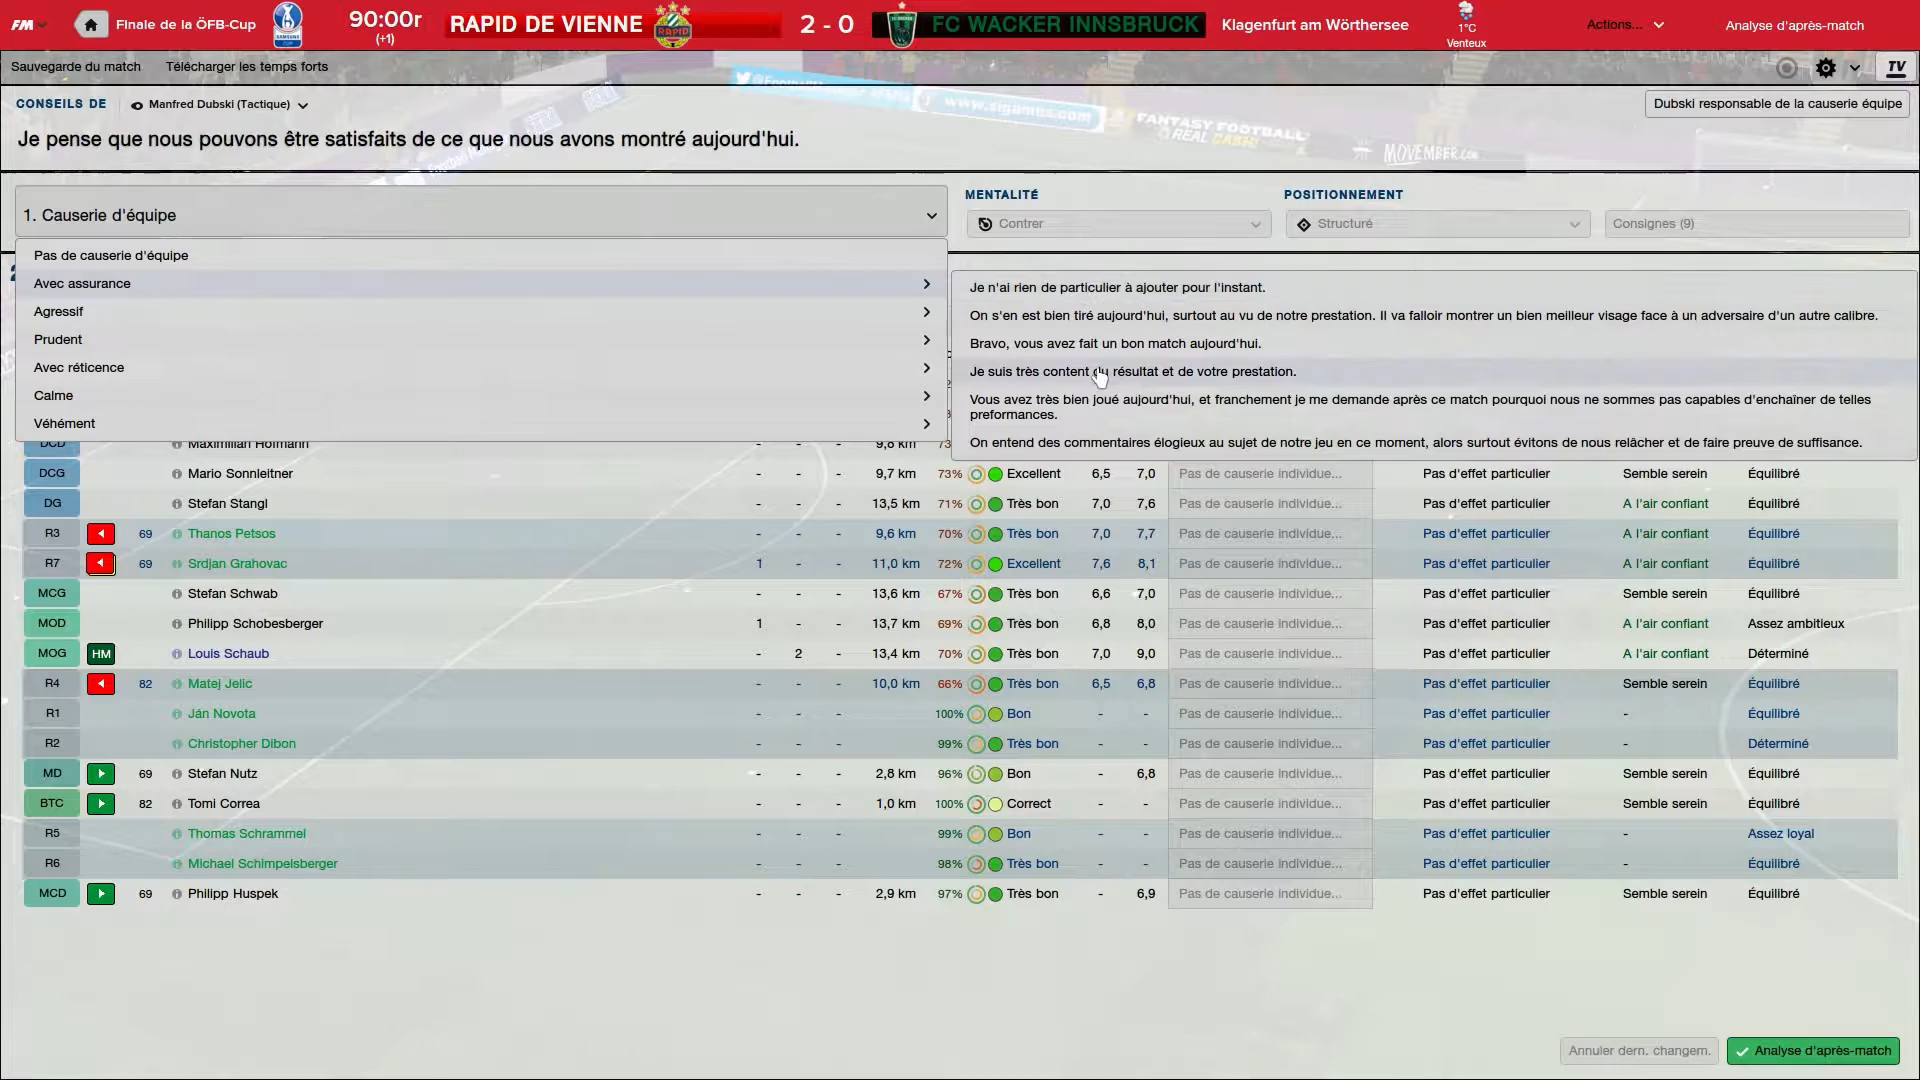 FM
Finale de la ÖFB-Cup
90:00r
(+1)
RAPID DE VIENNE
2 - 0
FC WACKER INNSBRUCK
Klagenfurt am Wörthersee
1°C
Venteux
Actions...
Analyse d'après-match
Sauvegarde du match
Télécharger les temps forts
TV
www.sigames.com
FANTASY FOOTBALL
REAL CASH!
MOVEMBER.com
CONSEILS DE
Manfred Dubski (Tactique)
Dubski responsable de la causerie équipe
Je pense que nous pouvons être satisfaits de ce que nous avons montré aujourd'hui.
1. Causerie d'équipe
MENTALITÉ
POSITIONNEMENT
Contrer
Structuré
Consignes (9)
Pas de causerie d'équipe
Avec assurance
Agressif
Prudent
Avec réticence
Calme
Véhément
Je n'ai rien de particulier à ajouter pour l'instant.
On s'en est bien tiré aujourd'hui, surtout au vu de notre prestation. Il va falloir montrer un bien meilleur visage face à un adversaire d'un autre calibre.
Bravo, vous avez fait un bon match aujourd'hui.
Je suis très content du résultat et de votre prestation.
Vous avez très bien joué aujourd'hui, et franchement je me demande après ce match pourquoi nous ne sommes pas capables d'enchaîner de telles
preformances.
On entend des commentaires élogieux au sujet de notre jeu en ce moment, alors surtout évitons de nous relâcher et de faire preuve de suffisance.
DCD Maximilian Hofmann - - - 9,8 km
DCG Mario Sonnleitner - - - 9,7 km 73% Excellent 6,5 7,0 Pas de causerie individue... Pas d'effet particulier Semble serein Équilibré
DG Stefan Stangl - - - 13,5 km 71% Très bon 7,0 7,6 Pas de causerie individue... Pas d'effet particulier A l'air confiant Équilibré
R3 69 Thanos Petsos - - - 9,6 km 70% Très bon 7,0 7,7 Pas de causerie individue... Pas d'effet particulier A l'air confiant Équilibré
R7 69 Srdjan Grahovac 1 - - 11,0 km 72% Excellent 7,6 8,1 Pas de causerie individue... Pas d'effet particulier A l'air confiant Équilibré
MCG Stefan Schwab - - - 13,6 km 67% Très bon 6,6 7,0 Pas de causerie individue... Pas d'effet particulier Semble serein Équilibré
MOD Philipp Schobesberger 1 - - 13,7 km 69% Très bon 6,8 8,0 Pas de causerie individue... Pas d'effet particulier A l'air confiant Assez ambitieux
MOG HM Louis Schaub - 2 - 13,4 km 70% Très bon 7,0 9,0 Pas de causerie individue... Pas d'effet particulier A l'air confiant Déterminé
R4 82 Matej Jelic - - - 10,0 km 66% Très bon 6,5 6,8 Pas de causerie individue... Pas d'effet particulier Semble serein Équilibré
R1 Ján Novota - - - 100% Bon - - Pas de causerie individue... Pas d'effet particulier - Équilibré
R2 Christopher Dibon - - - 99% Très bon - - Pas de causerie individue... Pas d'effet particulier - Déterminé
MD 69 Stefan Nutz - - - 2,8 km 96% Bon - 6,8 Pas de causerie individue... Pas d'effet particulier Semble serein Équilibré
BTC 82 Tomi Correa - - - 1,0 km 100% Correct - - Pas de causerie individue... Pas d'effet particulier Semble serein Équilibré
R5 Thomas Schrammel - - - 99% Bon - - Pas de causerie individue... Pas d'effet particulier - Assez loyal
R6 Michael Schimpelsberger - - - 98% Très bon - - Pas de causerie individue... Pas d'effet particulier - Équilibré
MCD 69 Philipp Huspek - - - 2,9 km 97% Très bon - 6,9 Pas de causerie individue... Pas d'effet particulier Semble serein Équilibré
Annuler dern. changem.
Analyse d'après-match